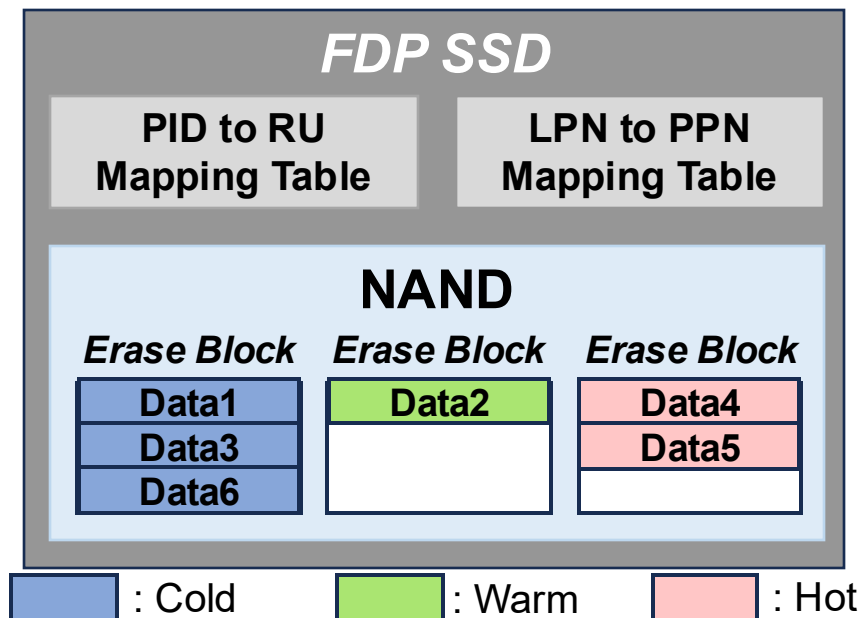 FDP SSD
PID to RU
Mapping Table
LPN to PPN
Mapping Table
NAND
Erase Block
Erase Block
Erase Block
Data1
Data2
Data4
Data3
Data5
Data6
: Cold
: Warm
: Hot